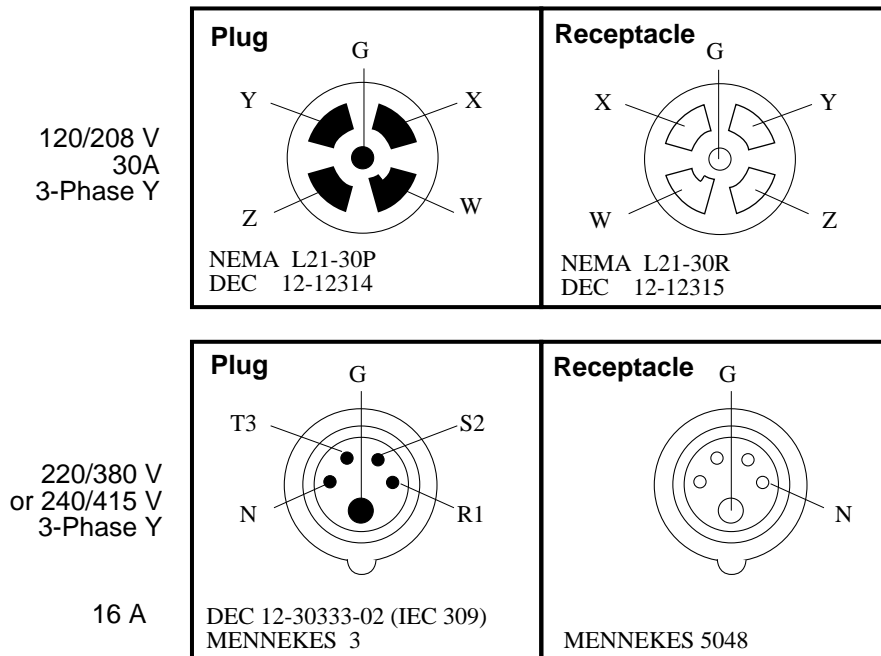 120/208 V
30A
3-Phase Y
Plug
G
Y
X
Z
W
NEMA L21-30P
DEC 12-12314
Receptacle
G
X
Y
W
Z
NEMA L21-30R
DEC 12-12315
220/380 V
or 240/415 V
3-Phase Y
16 A
Plug
G
T3
S2
N
R1
DEC 12-30333-02 (IEC 309)
MENNEKES 3
Receptacle
G
N
MENNEKES 5048